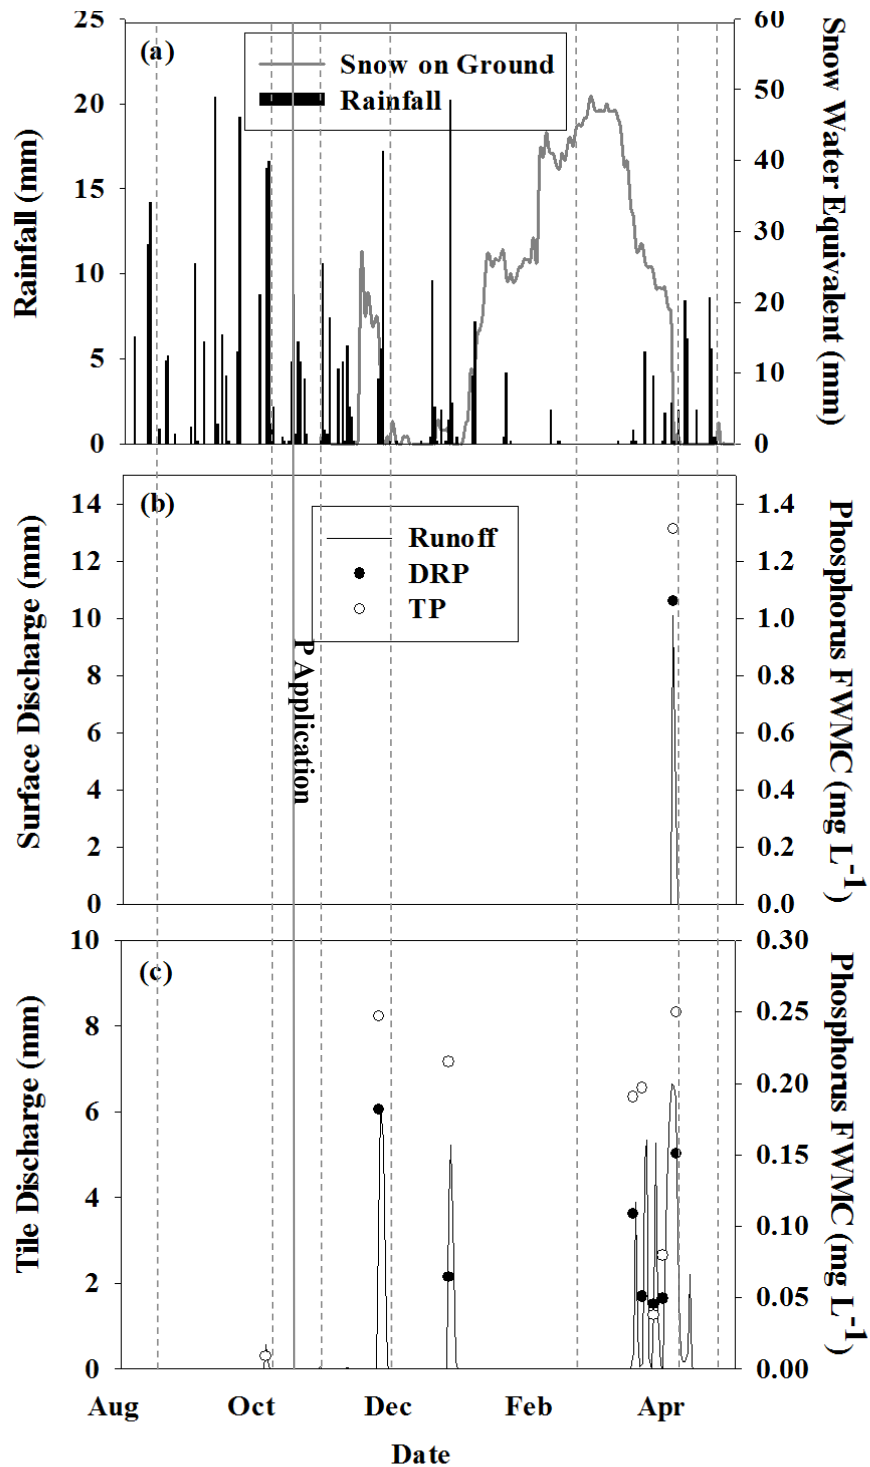 25
20
15
10
5
0
Rainfall (mm)
(a)
Snow on Ground
Rainfall
60
50
40
30
20
10
0
Snow Water Equivalent (mm)
14
12
10
8
6
4
2
0
Surface Discharge (mm)
(b)
Runoff
DRP
TP
P Application
1.4
1.2
1.0
0.8
0.6
0.4
0.2
0.0
Phosphorus FWMC (mg L-1)
10
8
6
4
2
0
Tile Discharge (mm)
(c)
0.30
0.25
0.20
0.15
0.10
0.05
0.00
Phosphorus FWMC (mg L-1)
Aug Oct Dec Feb Apr
Date